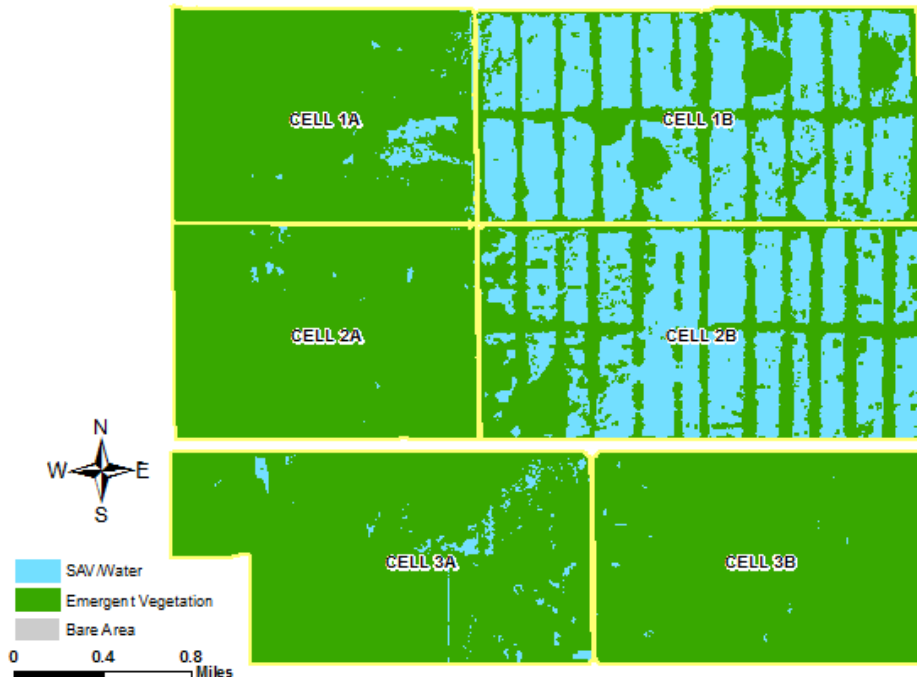 CELL 1A
CELL 1B
CELL 2A
CELL 2B
N
W E
S
CELL 3A
CELL 3B
SAV/Water
Emergent Vegetation
Bare Area
0 0.4 0.8
Miles